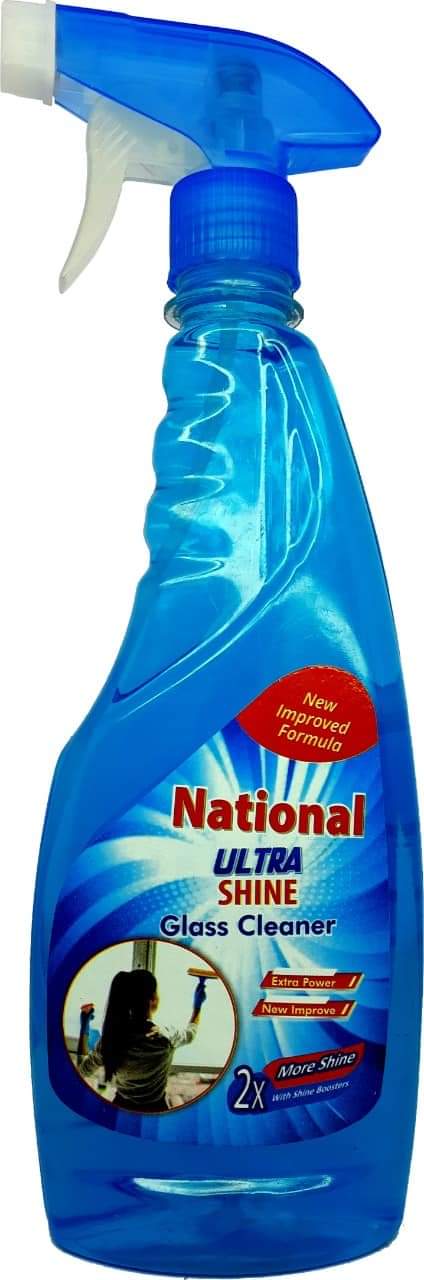 New
Improved
Formula
National
ULTRA
SHINE
Glass Cleaner
Extra Power
New Improve
2x More Shine
With Shine Boosters